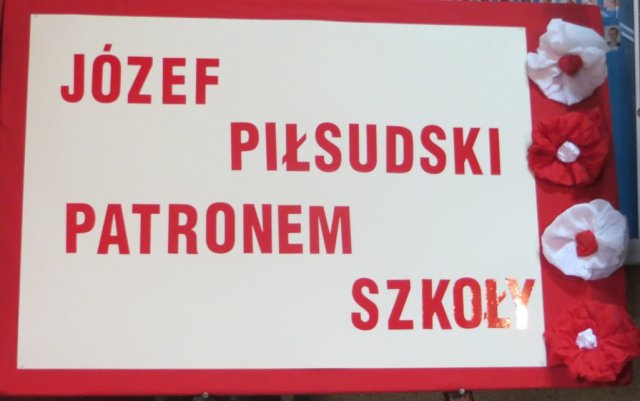 JÓZEF
PIŁSUDSKI
PATRONEM
SZKOŁY